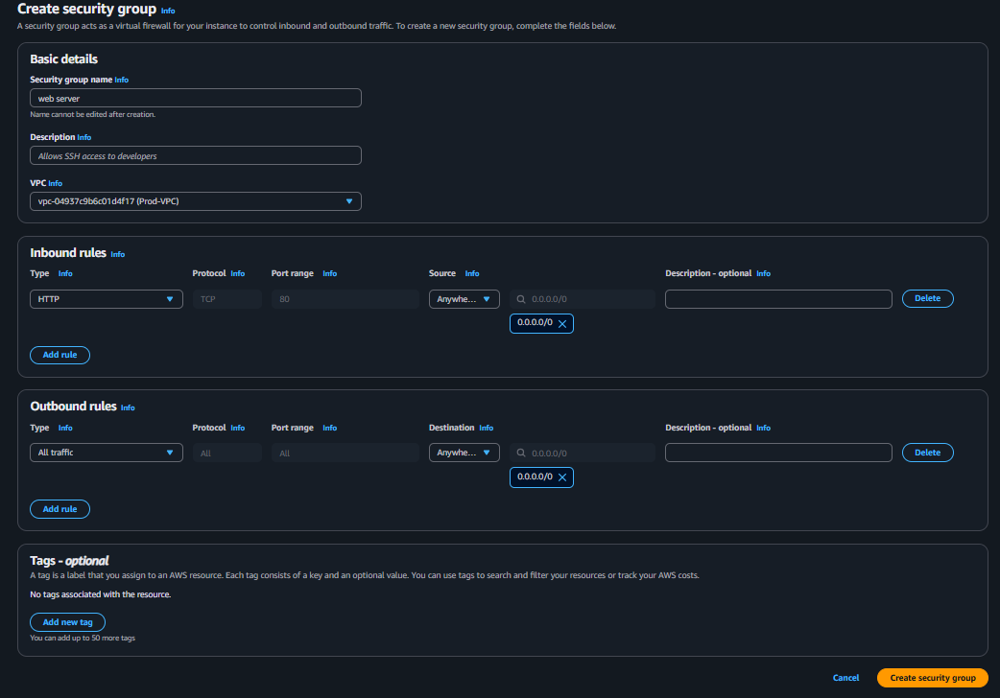 Create security group Info
A security group acts as a virtual firewall for your instance to control inbound and outbound traffic. To create a new security group, complete the fields below.
Basic details
Security group name Info
web server
Name cannot be edited after creation.
Description Info
Allows SSH access to developers
VPC Info
vpc-04937c9b6c01d4f17 (Prod-VPC)
Inbound rules Info
Type Info Protocol Info Port range Info Source Info Description - optional Info
HTTP TCP 80 Anywhe... 0.0.0.0/0 Delete
0.0.0.0/0
Add rule
Outbound rules Info
Type Info Protocol Info Port range Info Destination Info Description - optional Info
All traffic All All Anywhe... 0.0.0.0/0 Delete
0.0.0.0/0
Add rule
Tags - optional
A tag is a label that you assign to an AWS resource. Each tag consists of a key and an optional value. You can use tags to search and filter your resources or track your AWS costs.
No tags associated with the resource.
Add new tag
You can add up to 50 more tags
Cancel Create security group